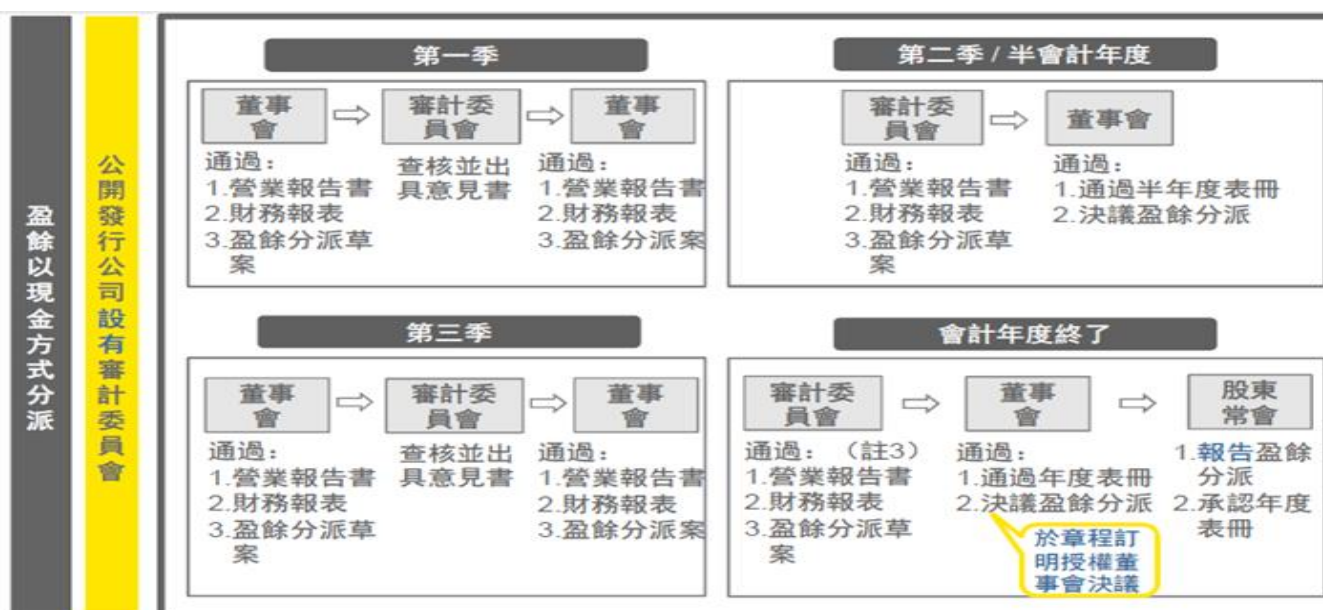 盈餘以現金方式分派
公開發行公司設有審計委員會
第一季
董事
會
審計委
員會
董事
會
通過：
1.營業報告書
2.財務報表
3.盈餘分派草
案
查核並出
具意見書
通過：
1.營業報告書
2.財務報表
3.盈餘分派案
第二季 / 半會計年度
審計委
員會
董事會
通過：
1.營業報告書
2.財務報表
3.盈餘分派草
案
通過：
1.通過半年度表冊
2.決議盈餘分派
第三季
董事
會
審計委
員會
董事
會
通過：
1.營業報告書
2.財務報表
3.盈餘分派草
案
查核並出
具意見書
通過：
1.營業報告書
2.財務報表
3.盈餘分派案
會計年度終了
審計委
員會
董事
會
股東
常會
通過：（註3）
1.營業報告書
2.財務報表
3.盈餘分派草
案
通過：
1.通過年度表冊
2.決議盈餘分派
於章程訂
明授權董
事會決議
1.報告盈餘
分派
2.承認年度
表冊